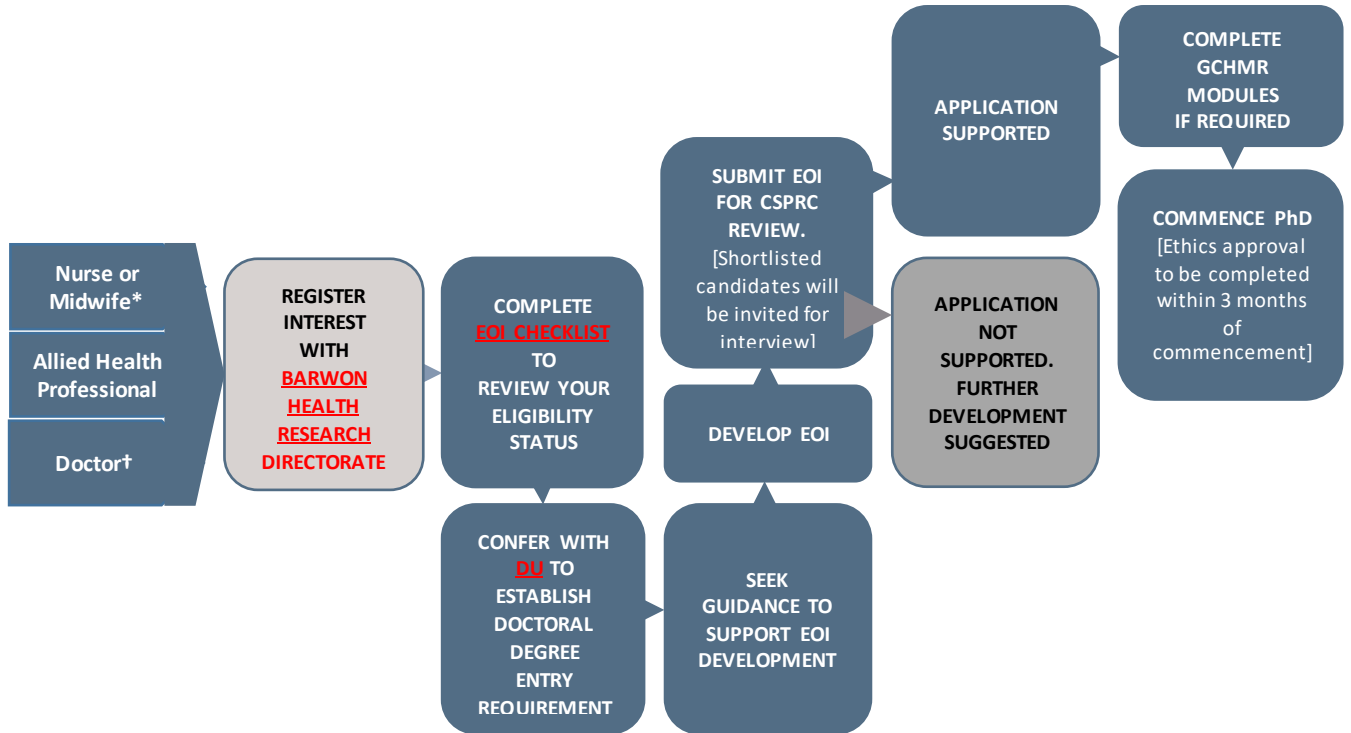 Nurse or
Midwife*
Allied Health
Professional
Doctor†
REGISTER
INTEREST
WITH
BARWON
HEALTH
RESEARCH
DIRECTORATE
COMPLETE
EOI CHECKLIST
TO
REVIEW YOUR
ELIGIBILITY
STATUS
CONFER WITH
DU TO
ESTABLISH
DOCTORAL
DEGREE
ENTRY
REQUIREMENT
SEEK
GUIDANCE TO
SUPPORT EOI
DEVELOPMENT
DEVELOP EOI
SUBMIT EOI
FOR CSPRC
REVIEW.
[Shortlisted
candidates will
be invited for
interview]
APPLICATION
SUPPORTED
APPLICATION
NOT
SUPPORTED.
FURTHER
DEVELOPMENT
SUGGESTED
COMPLETE
GCHMR
MODULES
IF REQUIRED
COMMENCE PhD
[Ethics approval
to be completed
within 3 months
of
commencement]